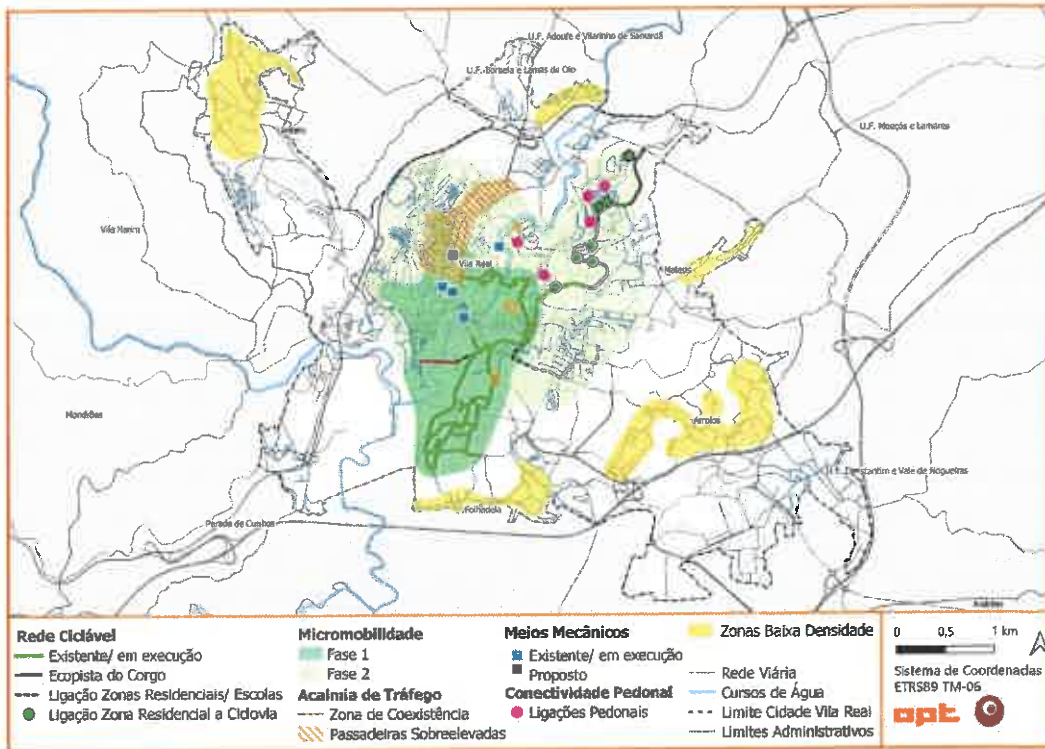 U.F. Adoufe e Vilarinho de Samardã
U.F. Borbela e Lamas de Olo
U.F. Mouçós e Lamares
Vila Marim
Vila Real
Mateus
Mondrões
Arroios
U.F. Constantim e Vale de Nogueiras
Folhadela
Parada de Cunhos
Rede Ciclável
Existente/ em execução
Ecopista do Corgo
Ligação Zonas Residenciais/ Escolas
Ligação Zona Residencial a Ciclovia
Micromobilidade
Fase 1
Fase 2
Acalmia de Tráfego
Zona de Coexistência
Passadeiras Sobreelevadas
Meios Mecânicos
Existente/ em execução
Proposto
Conectividade Pedonal
Ligações Pedonais
Zonas Baixa Densidade
Rede Viária
Cursos de Água
Limite Cidade Vila Real
Limites Administrativos
0 0,5 1 km
Sistema de Coordenadas
ETRS89 TM-06
opt